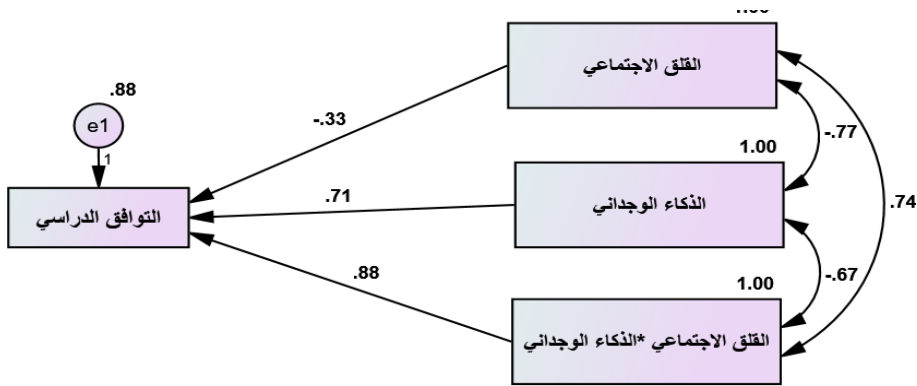 القلق الاجتماعي
.88
e1
1
-.33
-.77
1.00
الذكاء الوجداني
.71
التوافق الدراسي
.74
.88
-.67
1.00
القلق الاجتماعي *الذكاء الوجداني